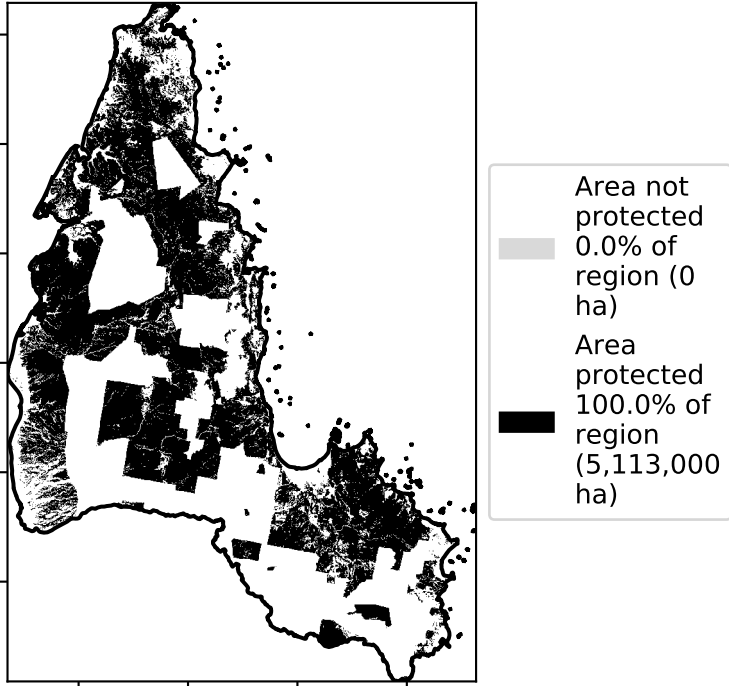 Area not
protected
0.0% of
region (0
ha)
Area
protected
100.0% of
region
(5,113,000
ha)